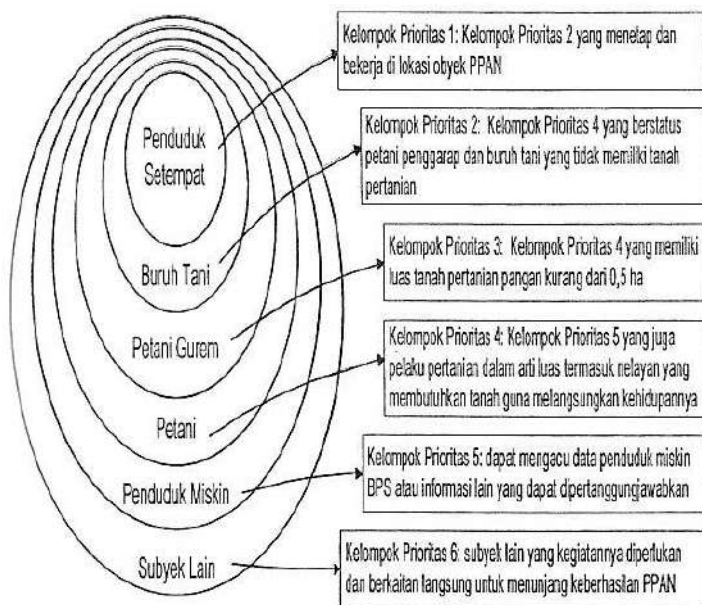 Kelompok Prioritas 1: Kelompok Prioritas 2 yang menetap dan
bekerja di lokasi obyek PPAN
Penduduk
Setempat
Kelompok Prioritas 2: Kelompok Prioritas 4 yang berstatus
petani penggarap dan buruh tani yang tidak memiliki tanah
pertanian
Buruh Tani
Kelompok Prioritas 3: Kelompok Prioritas 4 yang memiliki
luas tanah pertanian pangan kurang dari 0,5 ha
Petani Gurem
Kelompok Prioritas 4: Kelompok Prioritas 5 yang juga
pelaku pertanian dalam arti luas termasuk nelayan yang
membutuhkan tanah guna melangsungkan kehidupannya
Petani
Kelompok Prioritas 5: dapat mengacu data penduduk miskin
BPS atau informasi lain yang dapat dipertanggungjawabkan
Penduduk Miskin
Kelompok Prioritas 6: subyek lain yang kegiatannya diperlukan
dan berkaitan langsung untuk menunjang keberhasilan PPAN
Subyek Lain